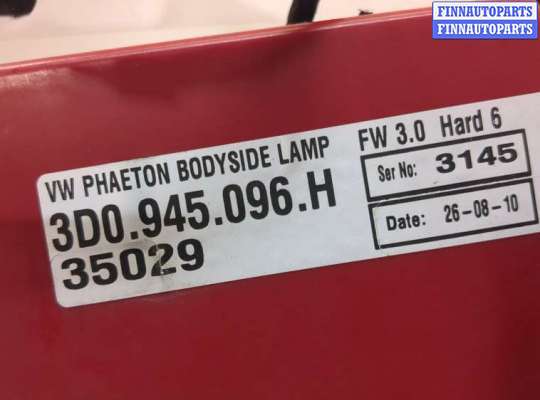 FINNAUTOPARTS
FINNAUTOPARTS
VW PHAETON BODYSIDE LAMP
3D0.945.096.H
35029
FW 3.0 Hard 6
Ser No: 3145
Date: 26-08-10